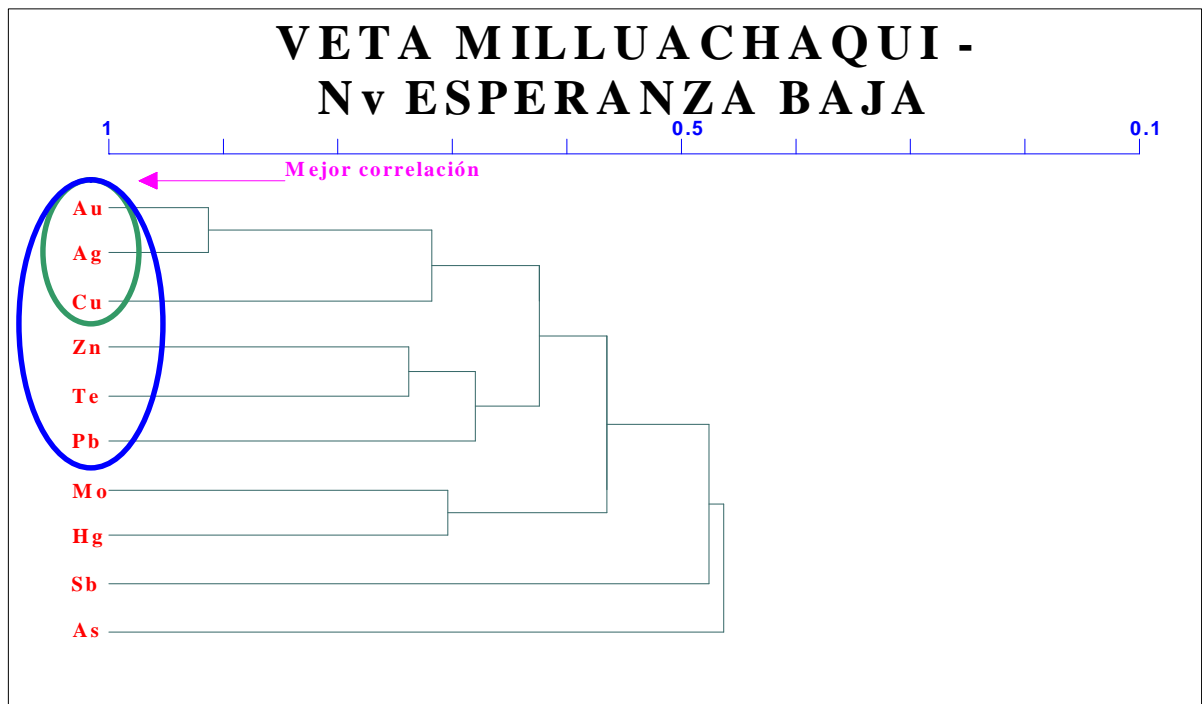 VETA MILLUACHAQUI -
Nv ESPERANZA BAJA
1 0.5 0.1
Mejor correlación
Au
Ag
Cu
Zn
Te
Pb
Mo
Hg
Sb
As